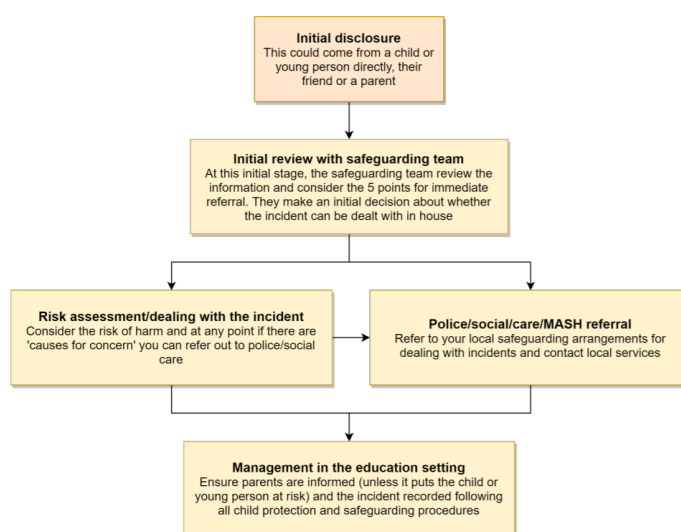 Initial disclosure
This could come from a child or
young person directly, their
friend or a parent
Initial review with safeguarding team
At this initial stage, the safeguarding team review the
information and consider the 5 points for immediate
referral. They make an initial decision about whether
the incident can be dealt with in house
Risk assessment/dealing with the incident
Consider the risk of harm and at any point if there are
'causes for concern' you can refer out to police/social
care
Police/social/care/MASH referral
Refer to your local safeguarding arrangements for
dealing with incidents and contact local services
Management in the education setting
Ensure parents are informed (unless it puts the child or
young person at risk) and the incident recorded following
all child protection and safeguarding procedures